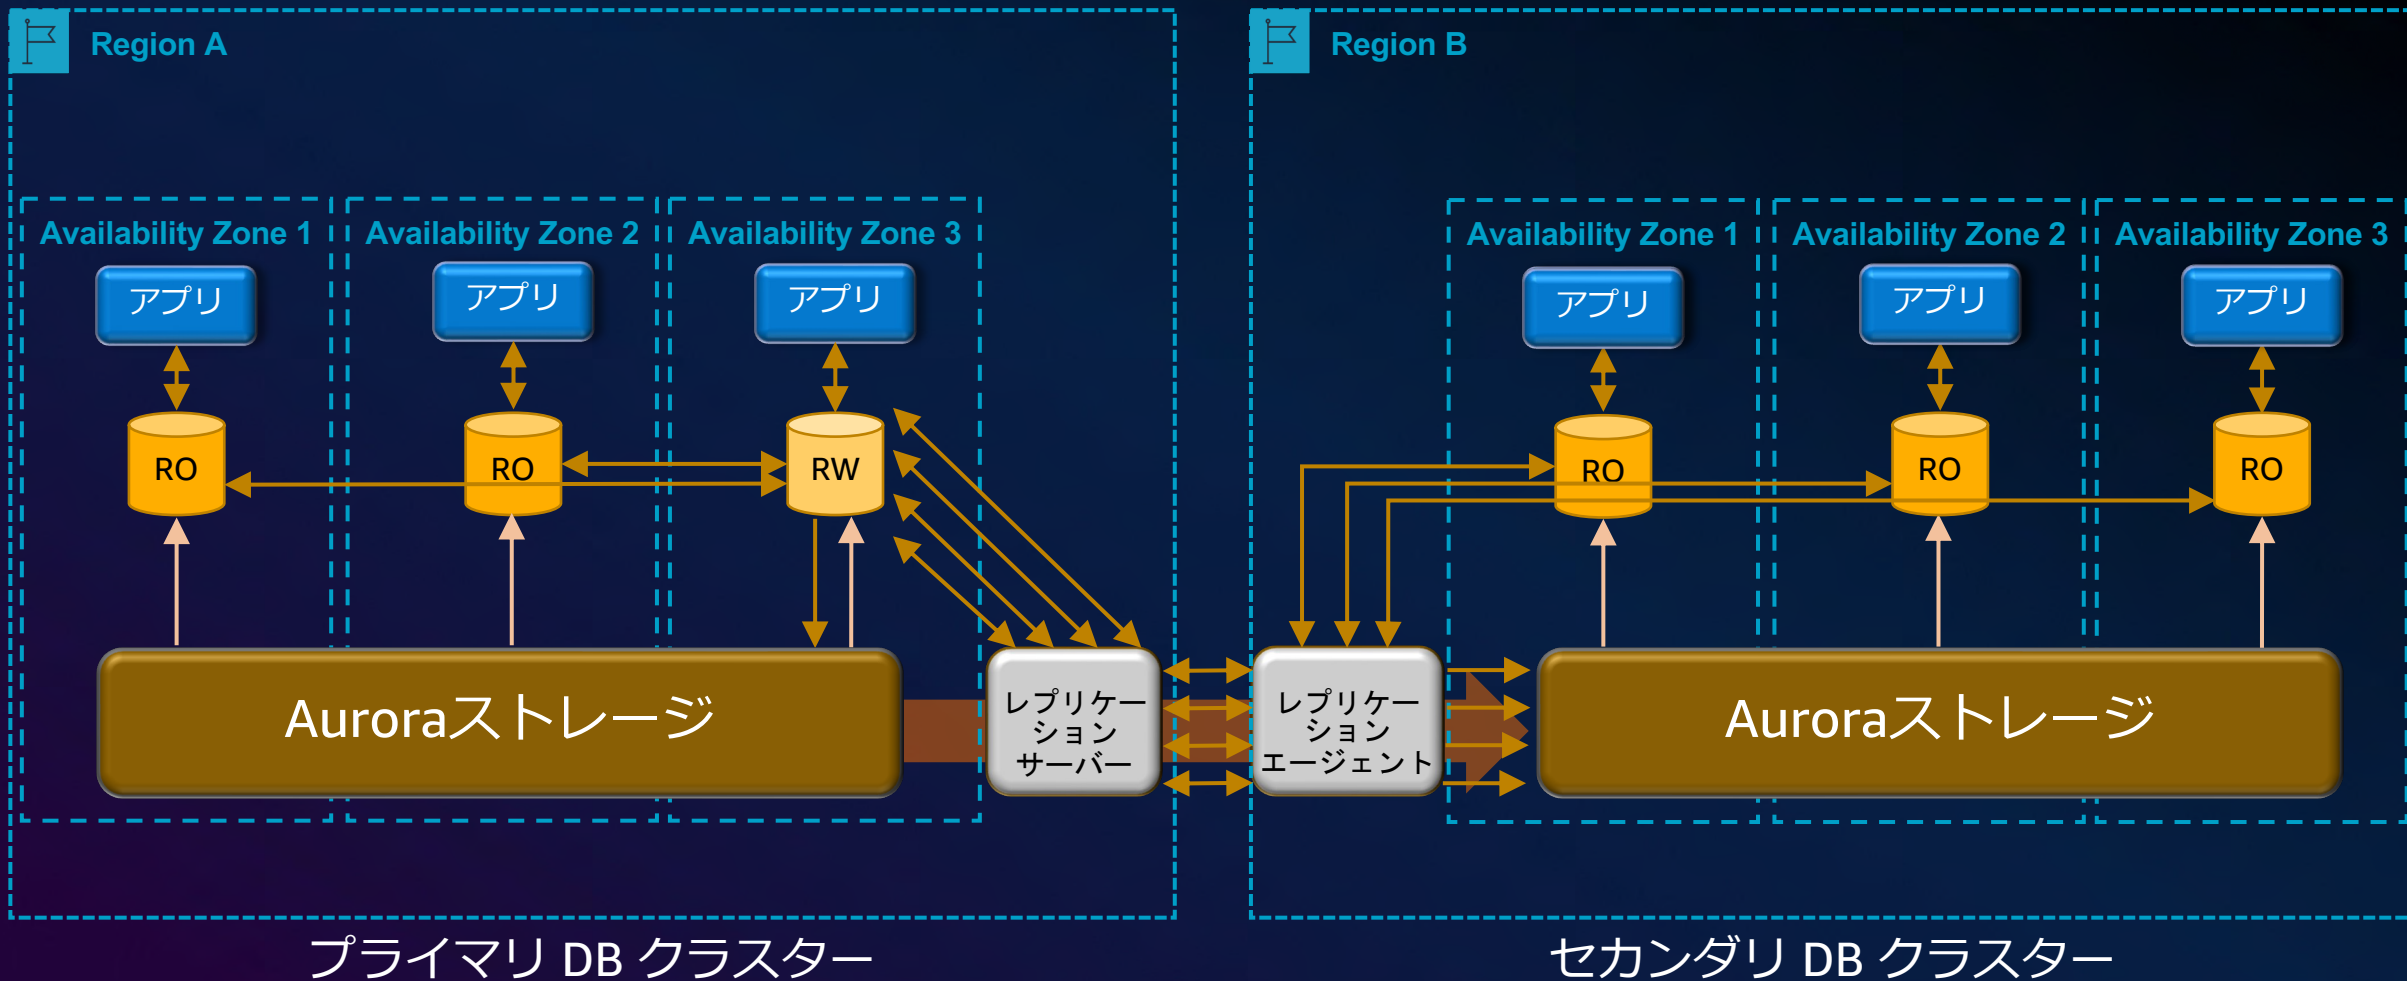 Region A
Region B
Availability Zone 1
Availability Zone 2
Availability Zone 3
Availability Zone 1
Availability Zone 2
Availability Zone 3
アプリ
アプリ
アプリ
アプリ
アプリ
アプリ
RO
RO
RW
RO
RO
RO
Auroraストレージ
レプリケー
ション
サーバー
レプリケー
ション
エージェント
Auroraストレージ
プライマリ DB クラスター
セカンダリ DB クラスター